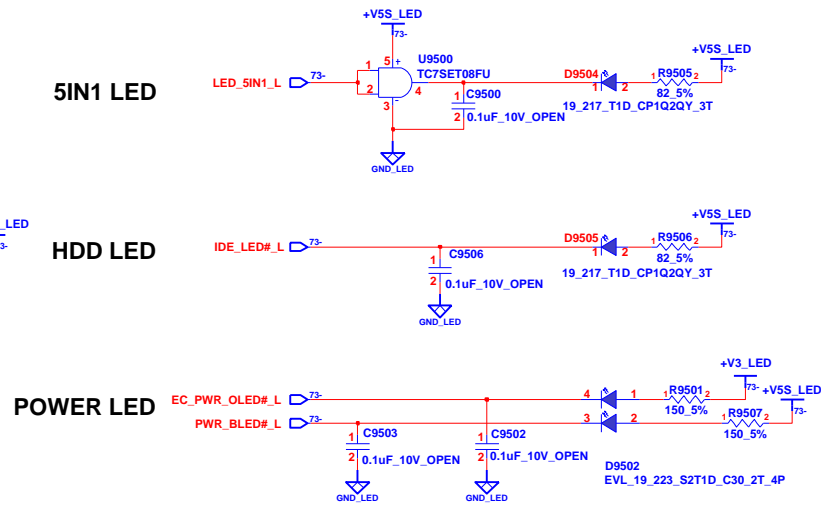 +V5S_LED
73-
5IN1 LED
LED_5IN1_L
73-
1
2
5
+
U9500
TC7SET08FU
4
3
-
1
C9500
2
0.1uF_10V_OPEN
GND_LED
D9504
1
2
19_217_T1D_CP1Q2QY_3T
1
R9505
2
82_5%
+V5S_LED
73-
_LED
3-
HDD LED
IDE_LED#_L
73-
1
C9506
2
0.1uF_10V_OPEN
GND_LED
D9505
1
2
19_217_T1D_CP1Q2QY_3T
1
R9506
2
82_5%
+V5S_LED
73-
POWER LED
EC_PWR_OLED#_L
73-
PWR_BLED#_L
73-
1
C9503
2
0.1uF_10V_OPEN
GND_LED
1
C9502
2
0.1uF_10V_OPEN
GND_LED
4
1
3
2
D9502
EVL_19_223_S2T1D_C30_2T_4P
1
R9501
2
150_5%
+V3_LED
73-
1
R9507
2
150_5%
+V5S_LED
73-